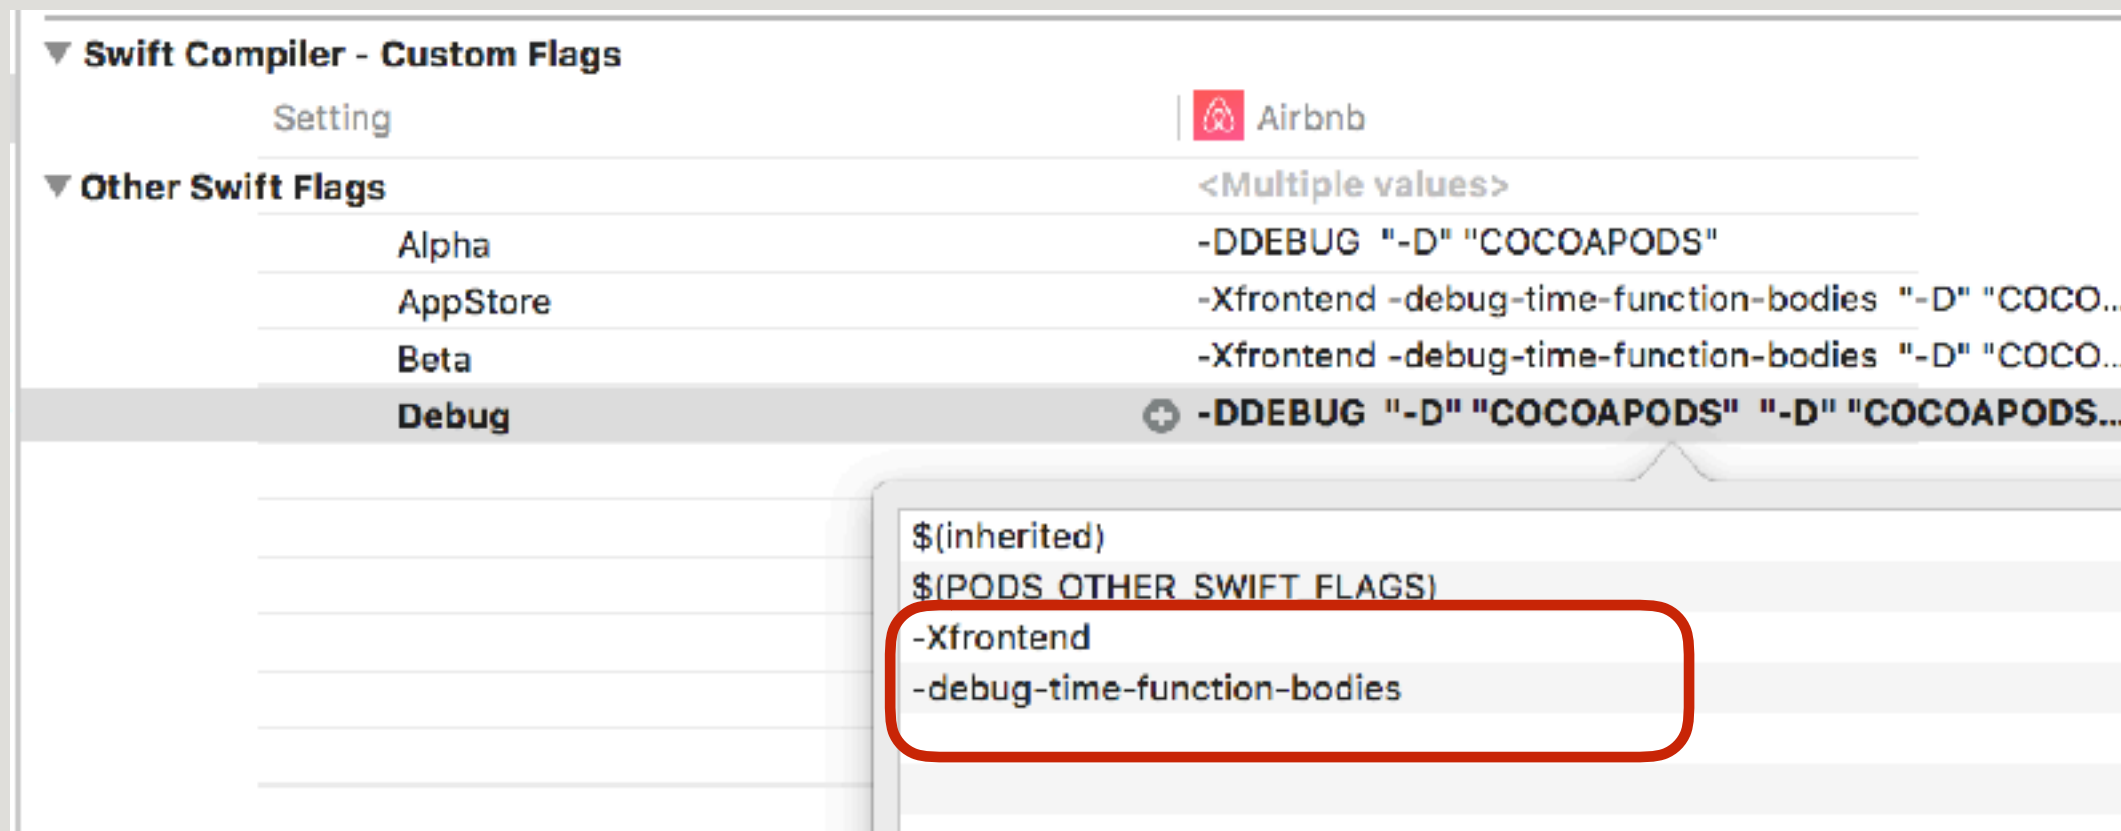 Swift Compiler - Custom Flags
Setting Airbnb
Other Swift Flags <Multiple values>
Alpha -DDEBUG "-D" "COCOAPODS"
AppStore -Xfrontend -debug-time-function-bodies "-D" "COCO...
Beta -Xfrontend -debug-time-function-bodies "-D" "COCO...
Debug -DDEBUG "-D" "COCOAPODS" "-D" "COCOAPODS...
$(inherited)
$(PODS_OTHER_SWIFT_FLAGS)
-Xfrontend
-debug-time-function-bodies